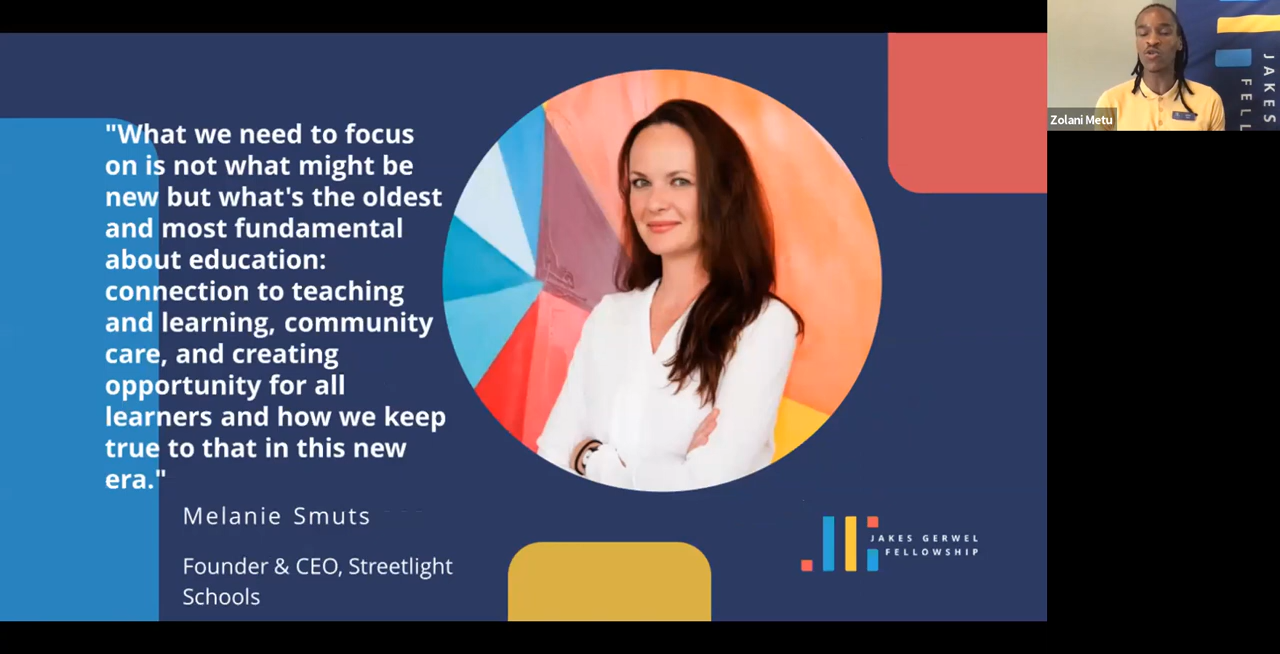 "What we need to focus
on is not what might be
new but what's the oldest
and most fundamental
about education:
connection to teaching
and learning, community
care, and creating
opportunity for all
learners and how we keep
true to that in this new
era."
Melanie Smuts
Founder & CEO, Streetlight
Schools
JAKES GERWEL
FELLOWSHIP
Zolani Metu
JAKES
FELL